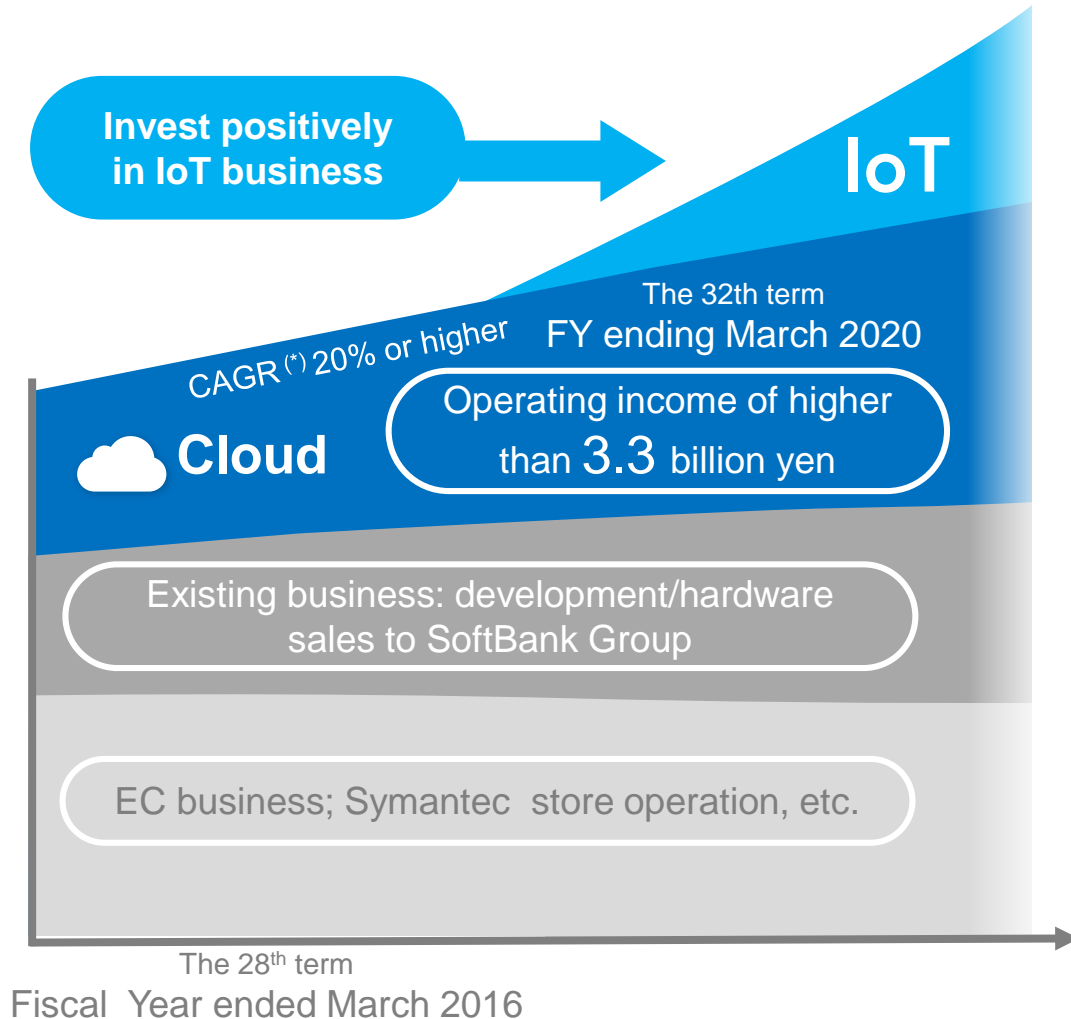 Invest positively
in IoT business
IoT
The 32th term
FY ending March 2020
CAGR (*) 20% or higher
Operating income of higher
than 3.3 billion yen
Cloud
Existing business: development/hardware
sales to SoftBank Group
EC business; Symantec  store operation, etc.
The 28th term
Fiscal  Year ended March 2016